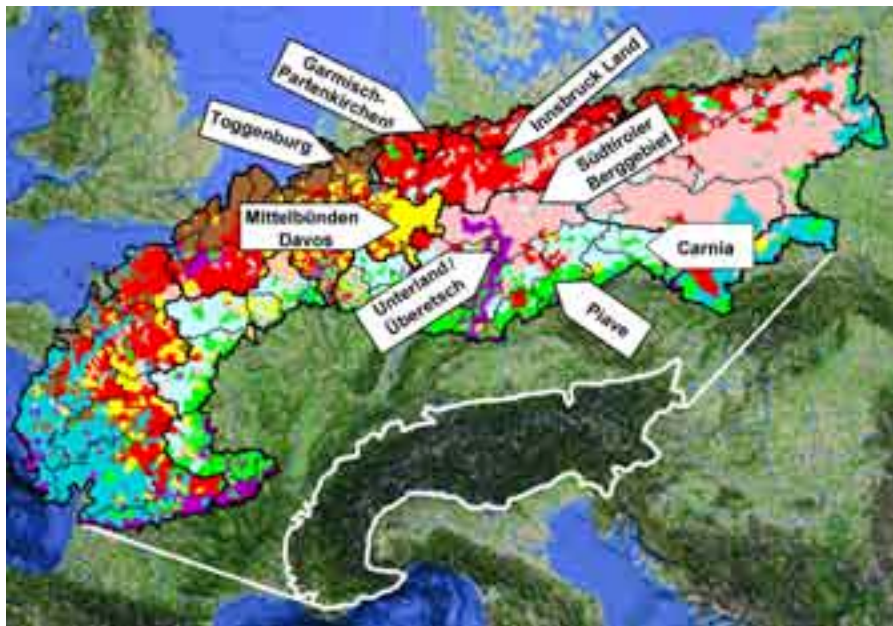 Garmisch-
Partenkirchen
Innsbruck Land
Toggenburg
Südtiroler
Berggebiet
Mittelbünden
Davos
Carnia
Unterland/
Überetsch
Piave